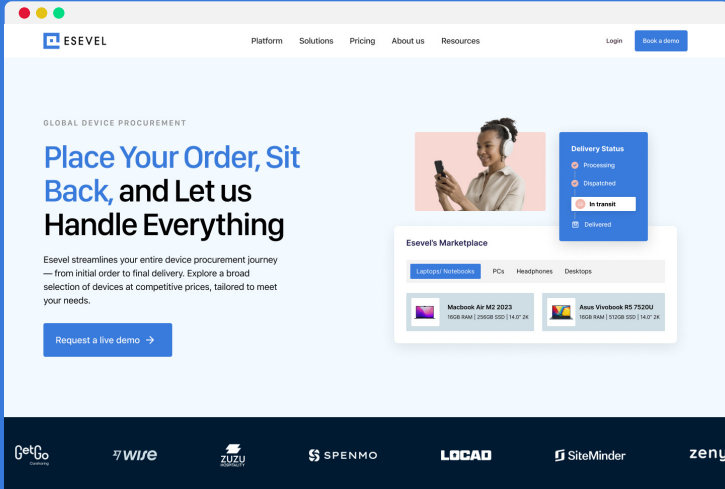 ESEVEL
Platform Solutions Pricing About us Resources
Login
Book a demo
GLOBAL DEVICE PROCUREMENT
Place Your Order, Sit
Back, and Let us
Handle Everything
Esevel streamlines your entire device procurement journey
— from initial order to final delivery. Explore a broad
selection of devices at competitive prices, tailored to meet
your needs.
Request a live demo →
Delivery Status
Processing
Dispatched
In transit
Delivered
Esevel's Marketplace
Laptops/ Notebooks PCs Headphones Desktops
Macbook Air M2 2023
16GB RAM | 256GB SSD | 14.0" 2K
Asus Vivobook R5 7520U
16GB RAM | 512GB SSD | 14.0" 2K
GetGo
Carsharing
WISE
ZUZU
HOSPITALITY
SPENMO
LOCAD
SiteMinder
zeny